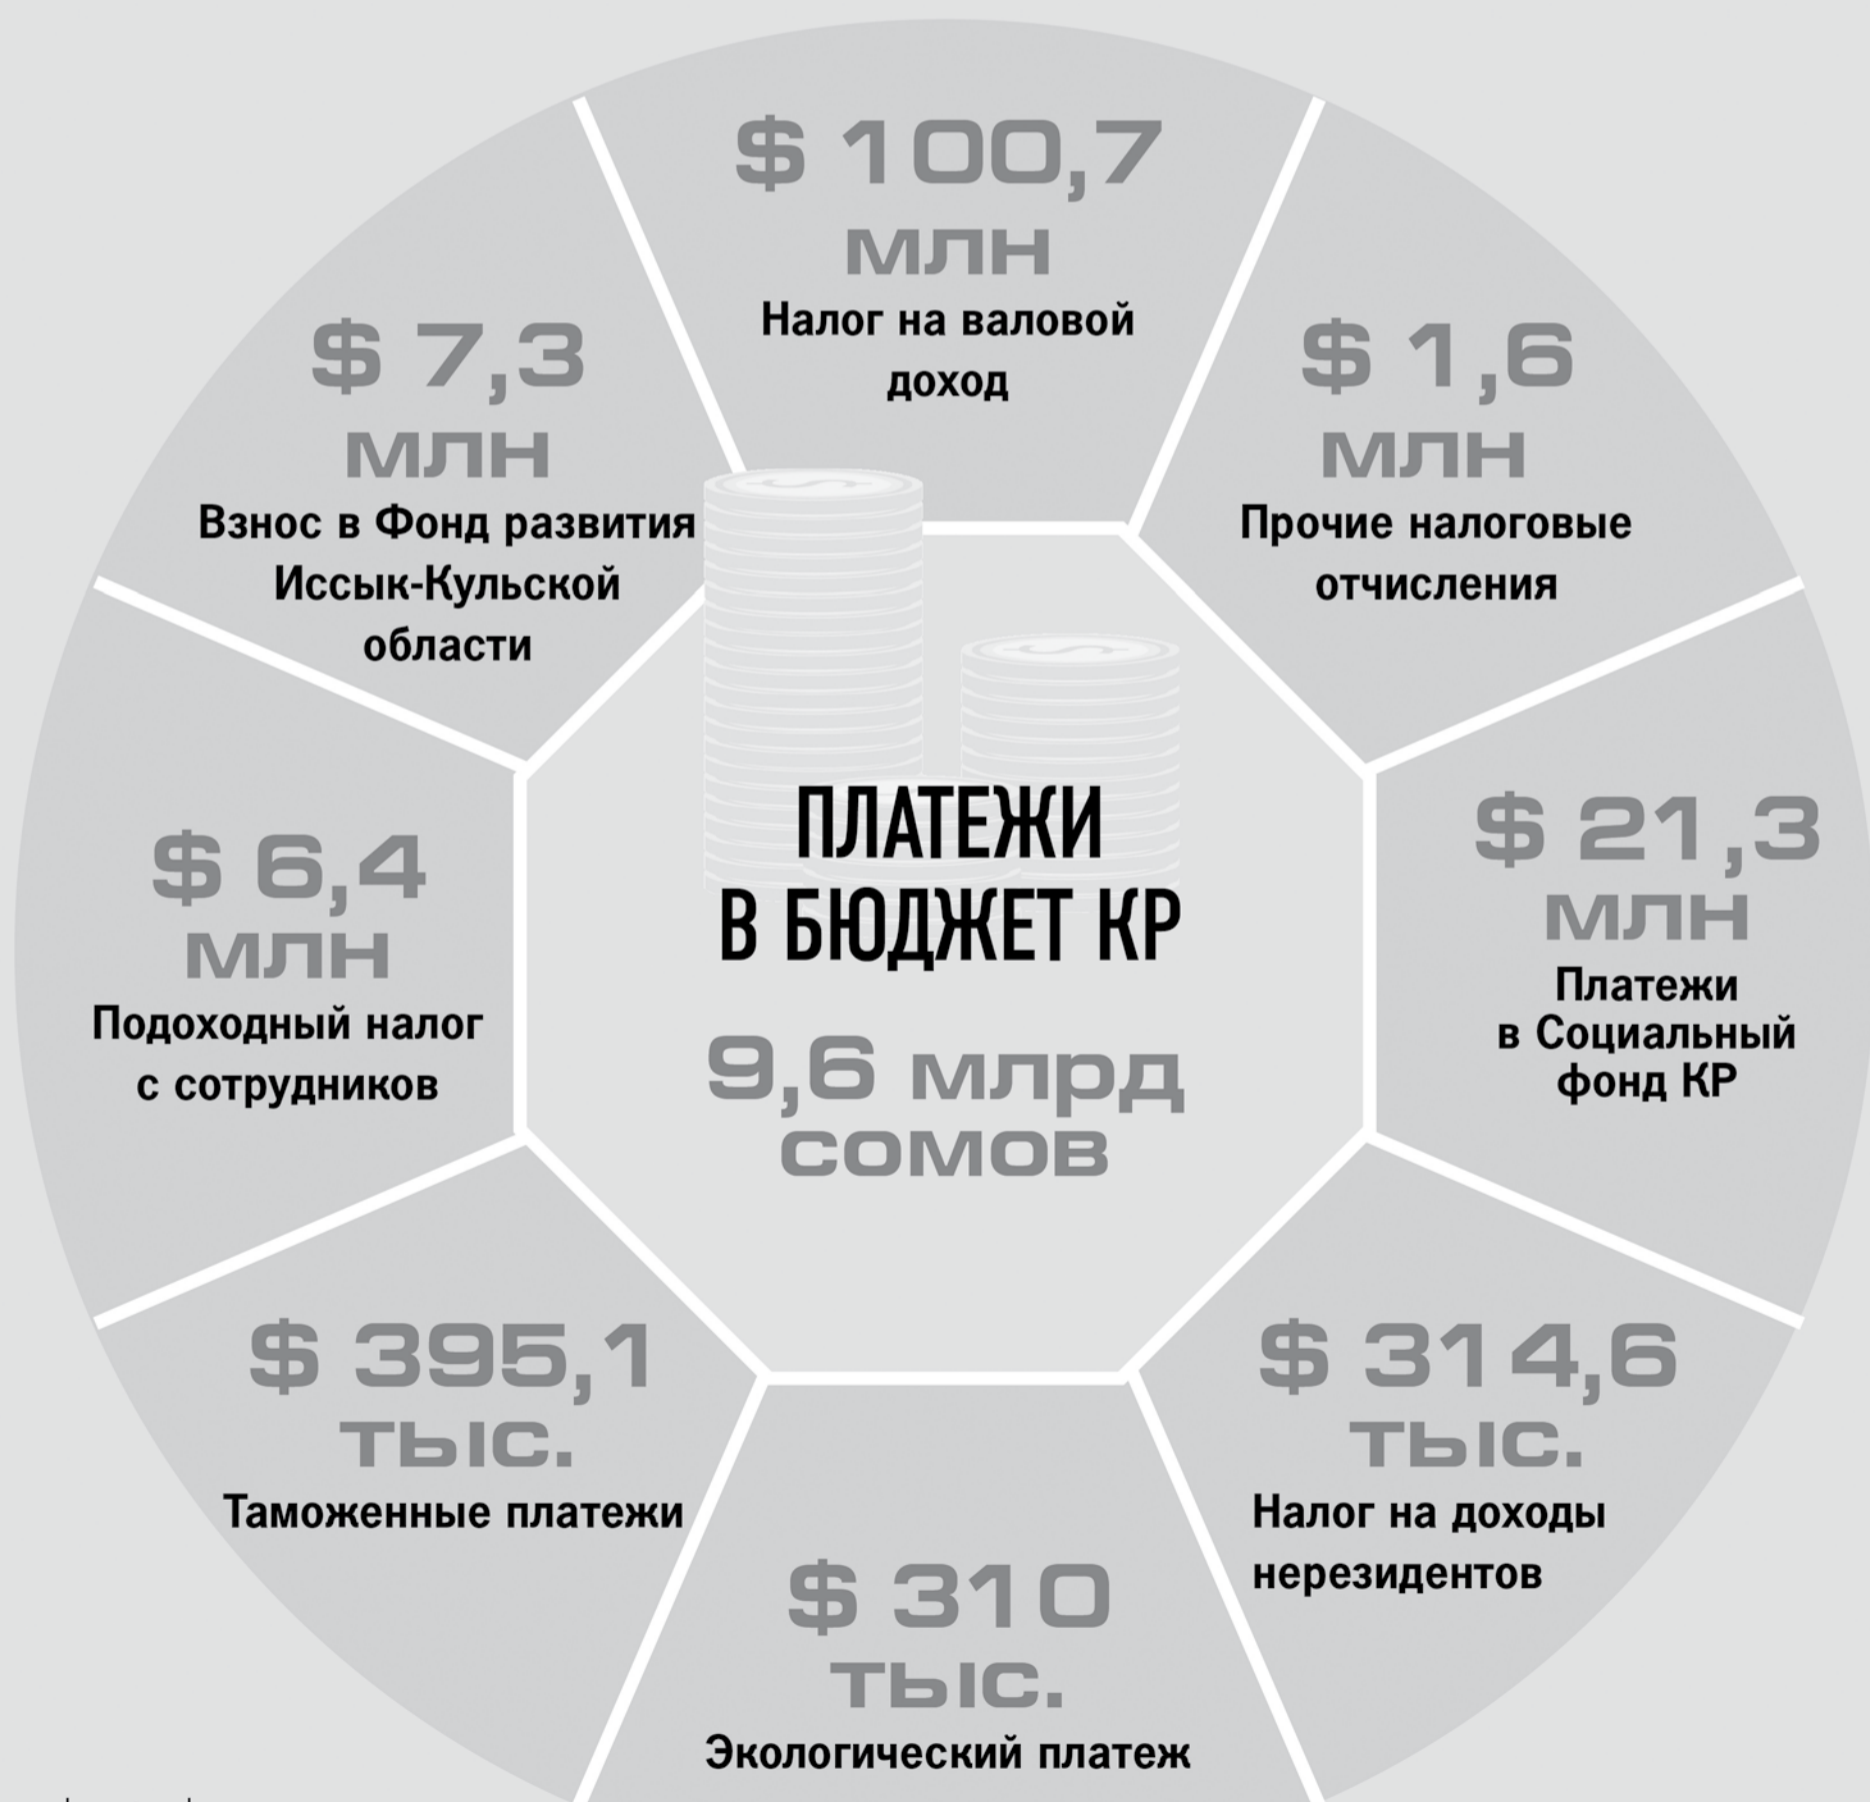 $ 100,7
млн
Налог на валовой
доход
$ 1,6
млн
Прочие налоговые
отчисления
$ 21,3
млн
Платежи
в Социальный
фонд КР
$ 314,6
тыс.
Налог на доходы
нерезидентов
$ 310
тыс.
Экологический платеж
$ 395,1
тыс.
Таможенные платежи
$ 6,4
млн
Подоходный налог
с сотрудников
$ 7,3
млн
Взнос в Фонд развития
Иссык-Кульской
области
ПЛАТЕЖИ
В БЮДЖЕТ КР
9,6 млрд
сомов